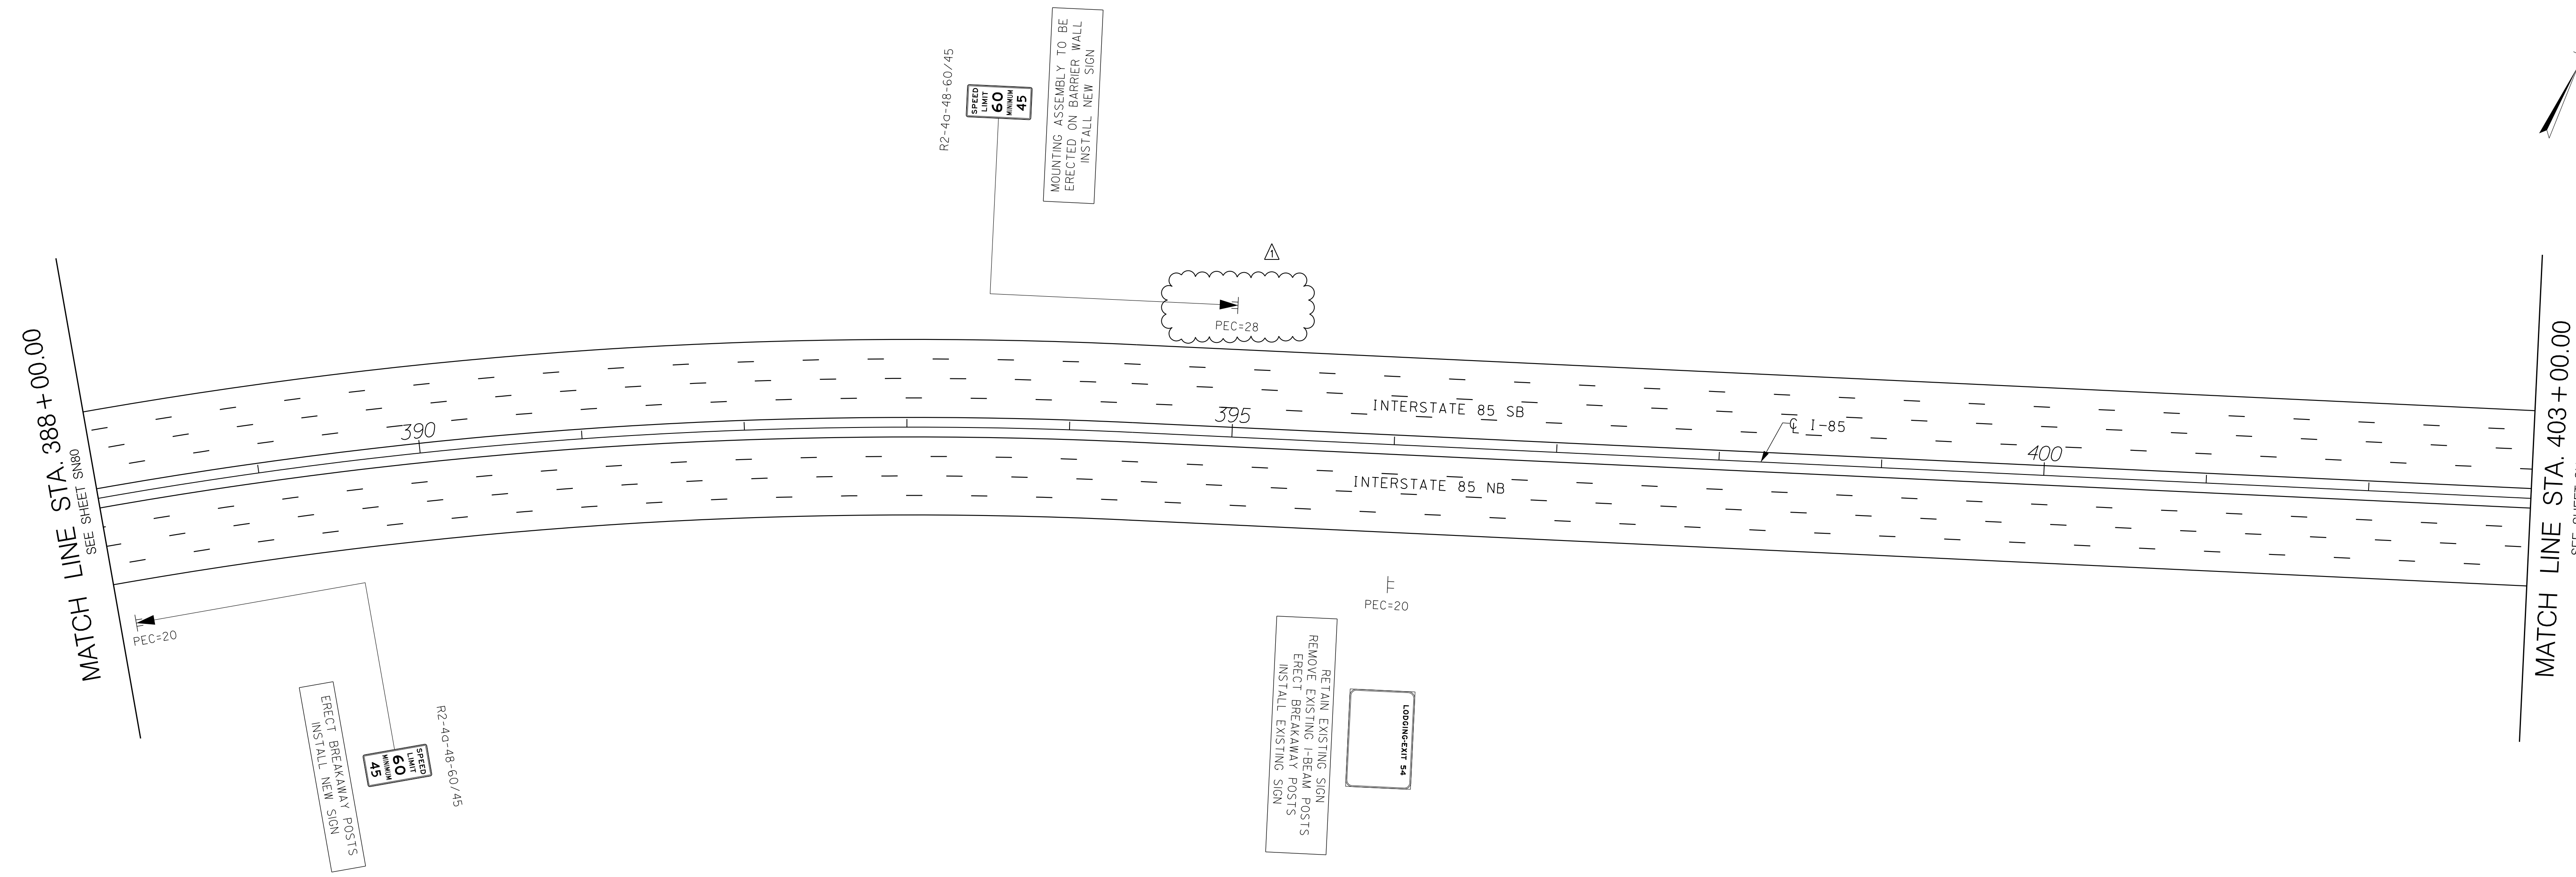 MOUNTING ASSEMBLY TO BE
ERECTED ON BARRIER WALL
INSTALL NEW SIGN
R2-4a-48-60/45
SPEED
LIMIT
60
MINIMUM
45
1
PEC=28
MATCH LINE STA. 388+00.00
SEE SHEET SN80
390
395
400
INTERSTATE 85 SB
℄ I-85
INTERSTATE 85 NB
MATCH LINE STA. 403+00.00
SEE SHEET
PEC=20
PEC=20
ERECT BREAKAWAY POSTS
INSTALL NEW SIGN
SPEED
LIMIT
60
MINIMUM
45
R2-4a-48-60/45
RETAIN EXISTING SIGN
REMOVE EXISTING I-BEAM POSTS
ERECT BREAKAWAY POSTS
INSTALL EXISTING SIGN
LODGING-EXIT 54